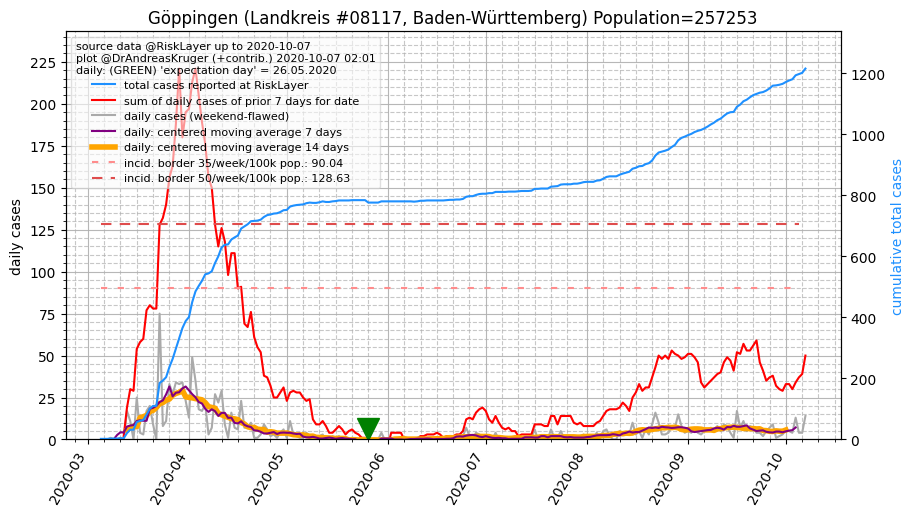 Göppingen (Landkreis #08117, Baden-Württemberg) Population=257253
source data @RiskLayer up to 2020-10-07
plot @DrAndreasKruger (+contrib.) 2020-10-07 02:01
daily: (GREEN) 'expectation day' = 26.05.2020
total cases reported at RiskLayer
sum of daily cases of prior 7 days for date
daily cases (weekend-flawed)
daily: centered moving average 7 days
daily: centered moving average 14 days
incid. border 35/week/100k pop.: 90.04
incid. border 50/week/100k pop.: 128.63
daily cases
225
200
175
150
125
100
75
50
25
0
1200
1000
800
600
400
200
0
cumulative total cases
2020-03
2020-04
2020-05
2020-06
2020-07
2020-08
2020-09
2020-10